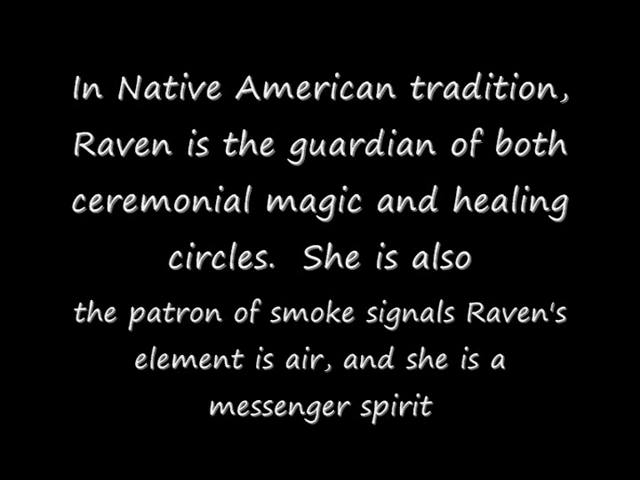 In Native American tradition,
Raven is the guardian of both
ceremonial magic and healing
circles.  She is also
the patron of smoke signals Raven's
element is air, and she is a
messenger spirit